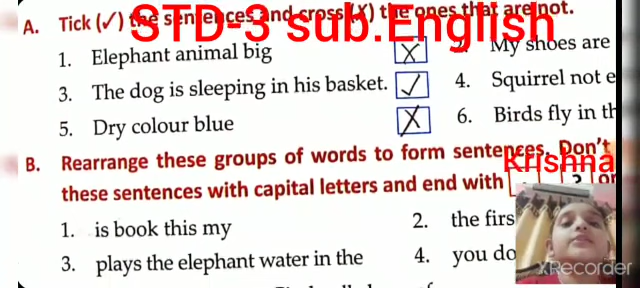 STD-3 sub.English
A. Tick (✓) the sentences and cross (X) the ones that are not.
1. Elephant animal big X 2. My shoes are
3. The dog is sleeping in his basket. ✓ 4. Squirrel not e
5. Dry colour blue X 6. Birds fly in th
B. Rearrange these groups of words to form sentences. Don't
Krishna
these sentences with capital letters and end with
1. is book this my 2. the firs
3. plays the elephant water in the 4. you do
XRecorder